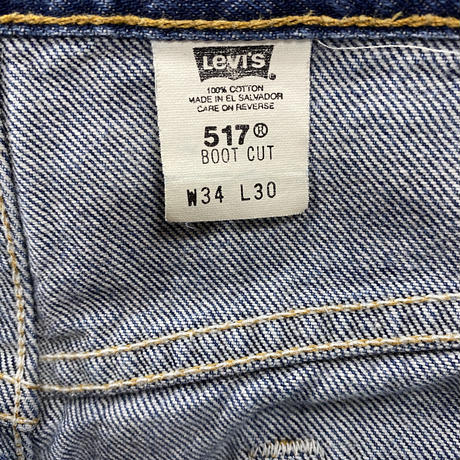 LEVI'S
100% COTTON
MADE IN EL SALVADOR
CARE ON REVERSE
517®
BOOT CUT
W34 L30